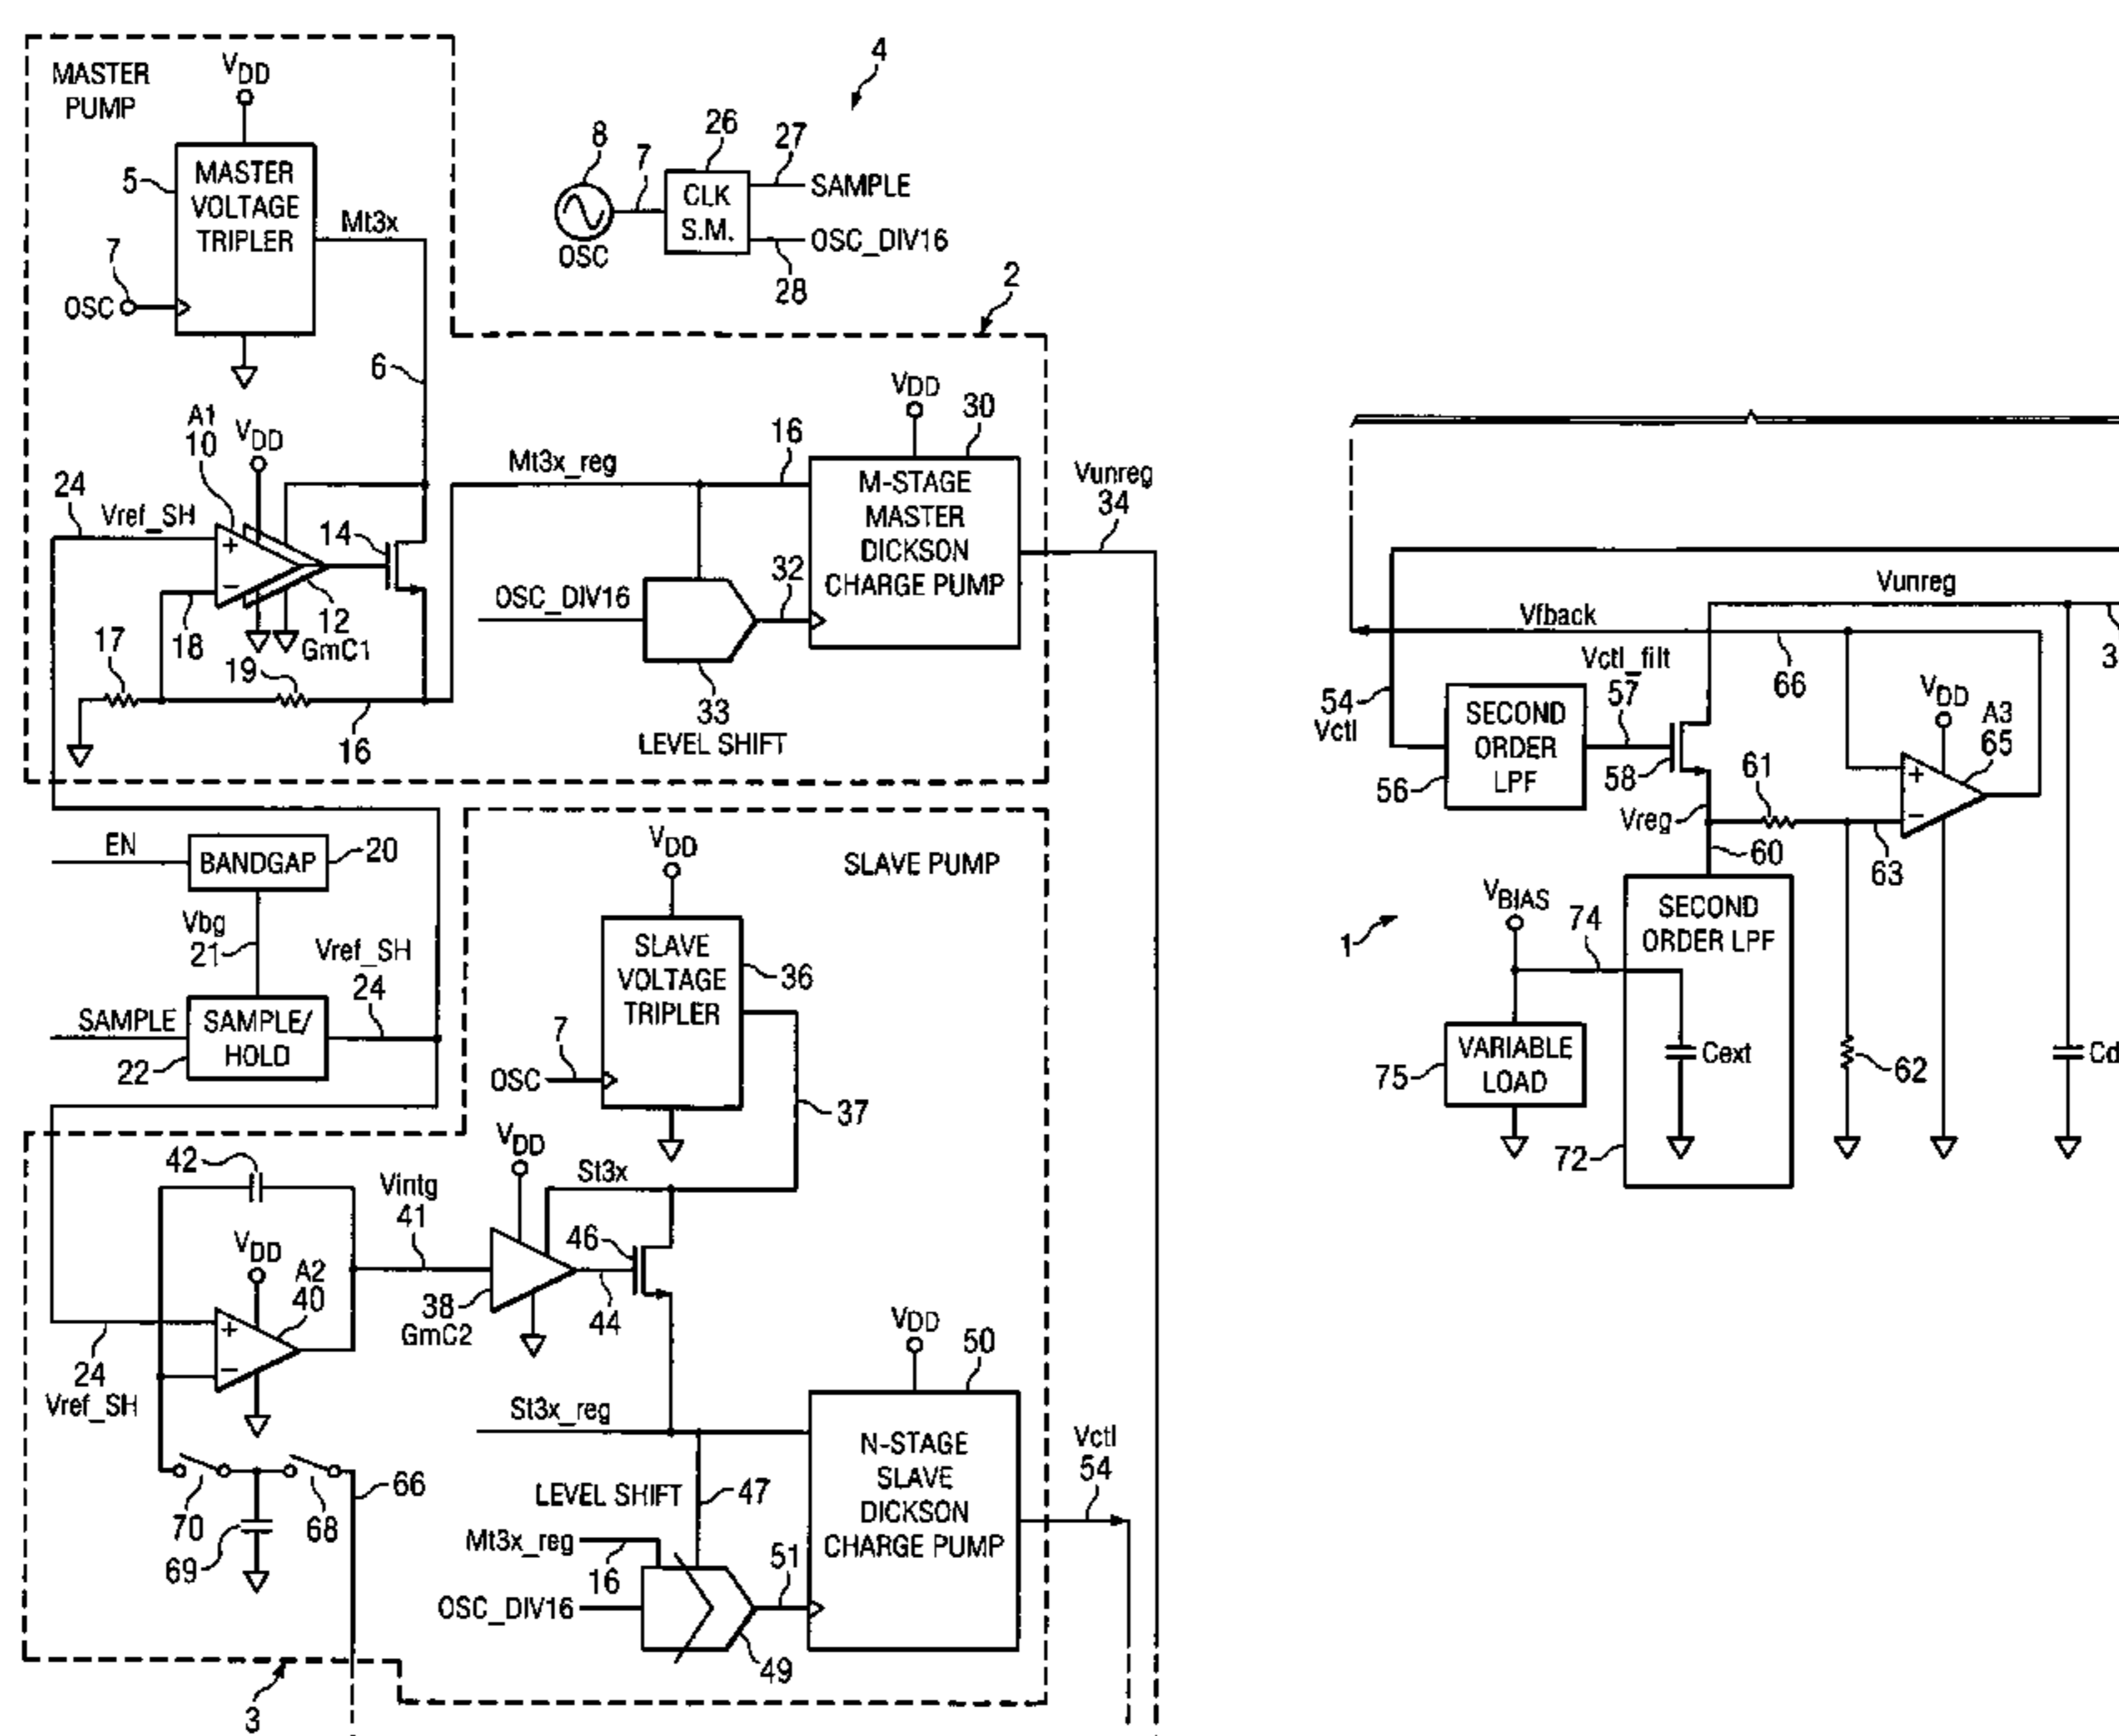 MASTER
PUMP
VDD
5
MASTER
VOLTAGE
TRIPLER
Mt3x
7
OSC
6
4
8
OSC
7
26
CLK
S.M.
27
SAMPLE
OSC_DIV16
28
2
A1
10
VDD
24
Vref_SH
+
−
14
18
12
GmC1
17
19
16
Mt3x_reg
16
VDD
30
M-STAGE
MASTER
DICKSON
CHARGE PUMP
OSC_DIV16
32
33
LEVEL SHIFT
Vunreg
34
EN
BANDGAP
20
Vbg
21
Vref_SH
24
SAMPLE
SAMPLE/
HOLD
22
SLAVE PUMP
VDD
SLAVE
VOLTAGE
TRIPLER
36
7
OSC
37
42
VDD
A2
40
+
−
24
Vref_SH
Vintg
41
VDD
St3x
38
GmC2
44
46
70
69
68
66
3
St3x_reg
VDD
50
N-STAGE
SLAVE
DICKSON
CHARGE PUMP
LEVEL SHIFT
47
Mt3x_reg
16
OSC_DIV16
51
49
Vctl
54
Vunreg
3
Vfback
66
54
Vctl
SECOND
ORDER
LPF
56
Vctl_filt
57
58
Vreg
60
61
63
VDD
A3
65
+
−
1
VBIAS
74
VARIABLE
LOAD
75
SECOND
ORDER LPF
Cext
72
62
Cd